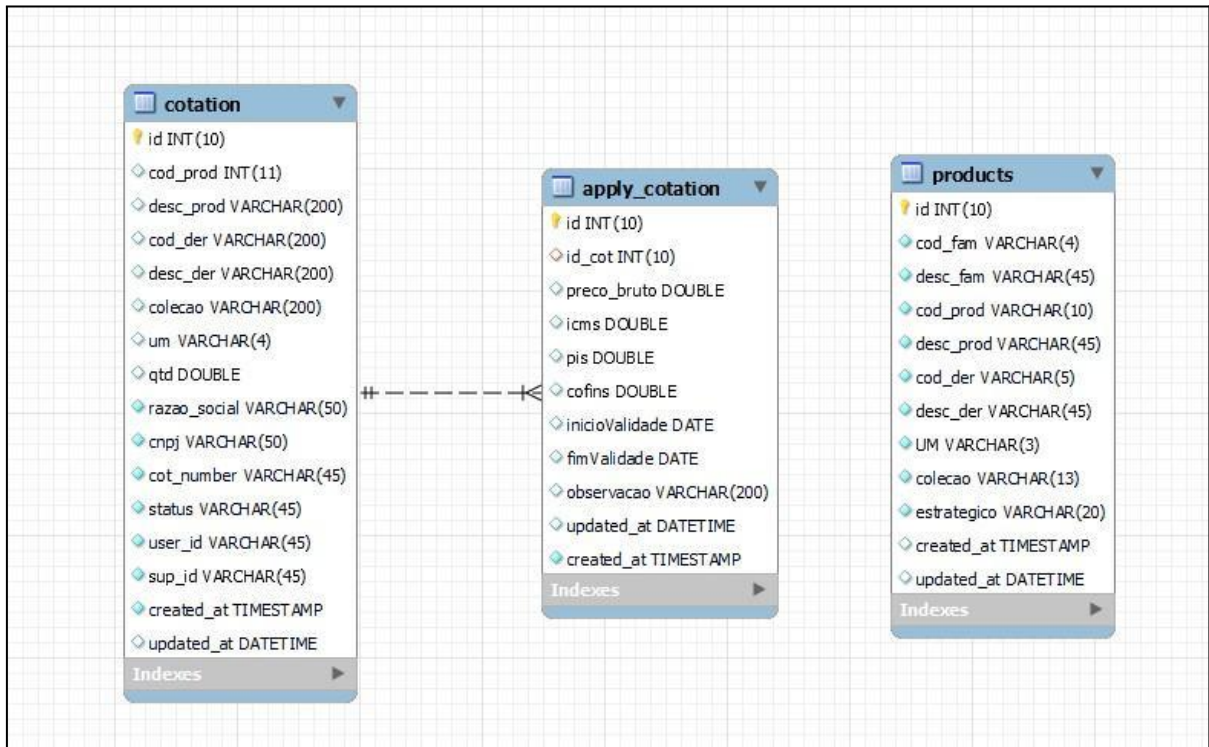 cotation
id INT(10)
cod_prod INT(11)
desc_prod VARCHAR(200)
cod_der VARCHAR(200)
desc_der VARCHAR(200)
colecao VARCHAR(200)
um VARCHAR(4)
qtd DOUBLE
razao_social VARCHAR(50)
cnpj VARCHAR(50)
cot_number VARCHAR(45)
status VARCHAR(45)
user_id VARCHAR(45)
sup_id VARCHAR(45)
created_at TIMESTAMP
updated_at DATETIME
Indexes
apply_cotation
id INT(10)
id_cot INT(10)
preco_bruto DOUBLE
icms DOUBLE
pis DOUBLE
cofins DOUBLE
inicioValidade DATE
fimValidade DATE
observacao VARCHAR(200)
updated_at DATETIME
created_at TIMESTAMP
Indexes
products
id INT(10)
cod_fam VARCHAR(4)
desc_fam VARCHAR(45)
cod_prod VARCHAR(10)
desc_prod VARCHAR(45)
cod_der VARCHAR(5)
desc_der VARCHAR(45)
UM VARCHAR(3)
colecao VARCHAR(13)
estrategico VARCHAR(20)
created_at TIMESTAMP
updated_at DATETIME
Indexes